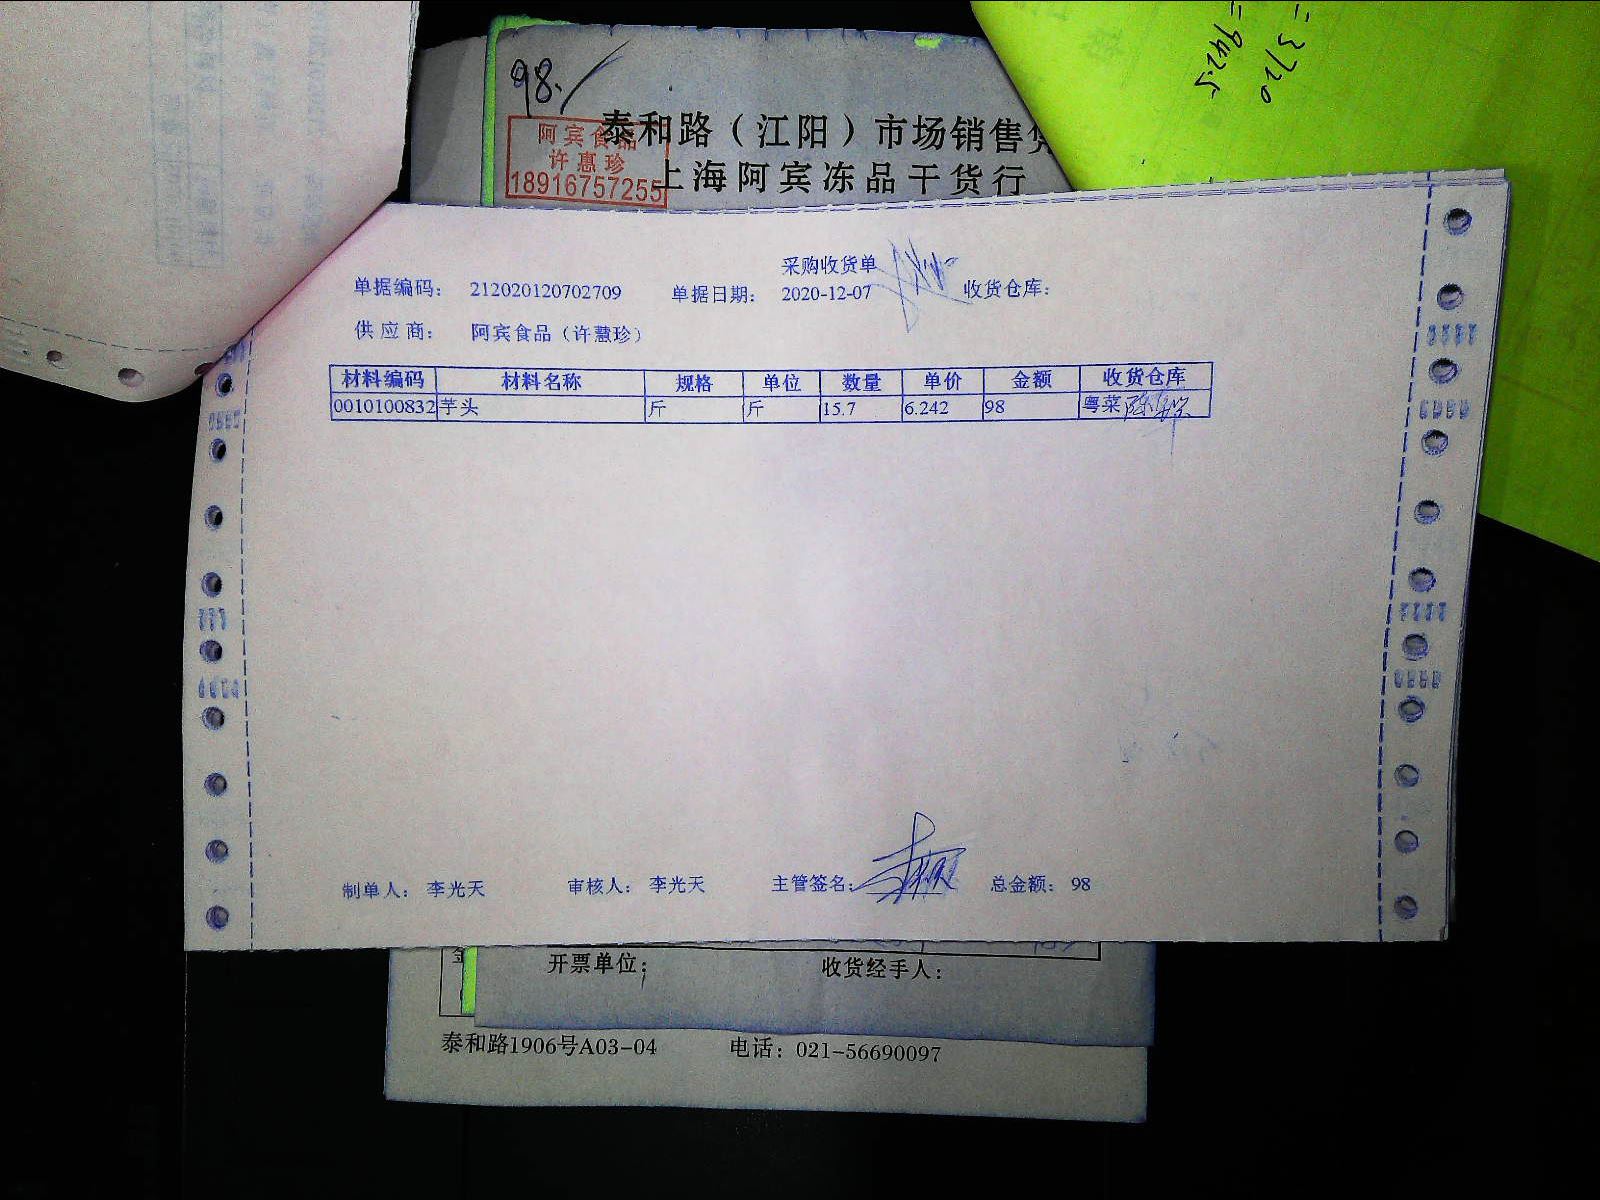 = 3720
= 942.5
98.
泰和路（江阳）市场销售
上海阿宾冻品干货行
阿宾食品
许惠珍
18916757255
采购收货单
单据编码： 212020120702709 单据日期： 2020-12-07 收货仓库：
供应商： 阿宾食品（许慧珍）
材料编码 材料名称 规格 单位 数量 单价 金额 收货仓库
0010100832 芋头 斤 斤 15.7 6.242 98 粤菜
制单人： 李光天 审核人： 李光天 主管签名： 总金额： 98
开票单位： 收货经手人：
泰和路1906号A03-04 电话：021-56690097